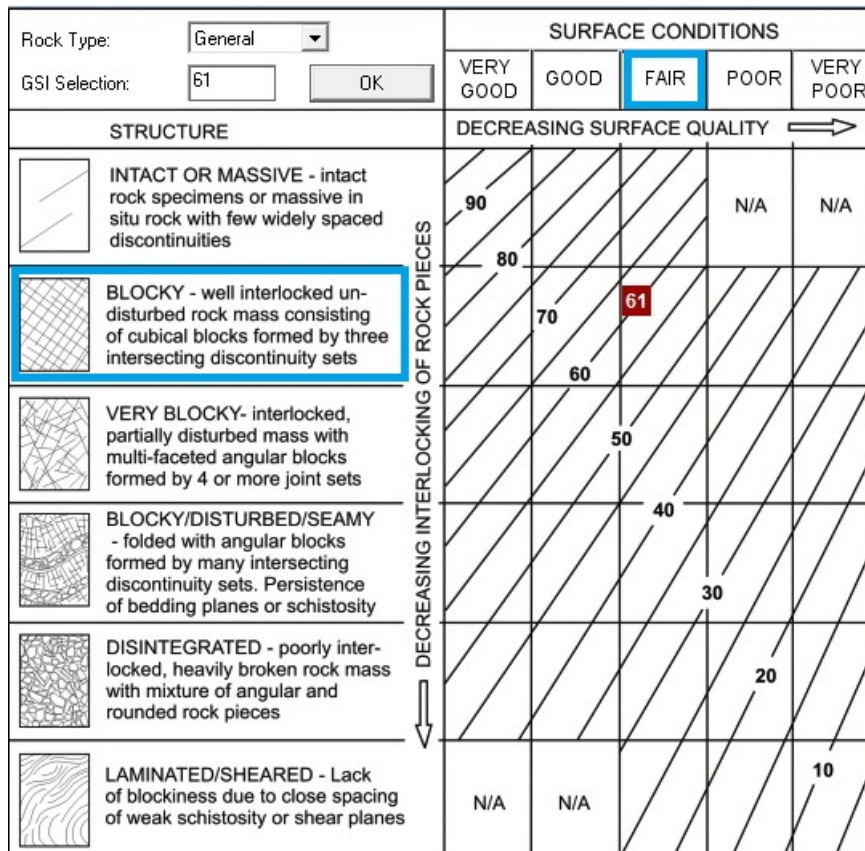 Rock Type:
General
GSI Selection:
61
OK
SURFACE CONDITIONS
VERY
GOOD
GOOD
FAIR
POOR
VERY
POOR
STRUCTURE
DECREASING SURFACE QUALITY
DECREASING INTERLOCKING OF ROCK PIECES
INTACT OR MASSIVE - intact
rock specimens or massive in
situ rock with few widely spaced
discontinuities
BLOCKY - well interlocked un-
disturbed rock mass consisting
of cubical blocks formed by three
intersecting discontinuity sets
VERY BLOCKY- interlocked,
partially disturbed mass with
multi-faceted angular blocks
formed by 4 or more joint sets
BLOCKY/DISTURBED/SEAMY
- folded with angular blocks
formed by many intersecting
discontinuity sets. Persistence
of bedding planes or schistosity
DISINTEGRATED - poorly inter-
locked, heavily broken rock mass
with mixture of angular and
rounded rock pieces
LAMINATED/SHEARED - Lack
of blockiness due to close spacing
of weak schistosity or shear planes
90
N/A
N/A
80
61
70
60
50
40
30
20
10
N/A
N/A